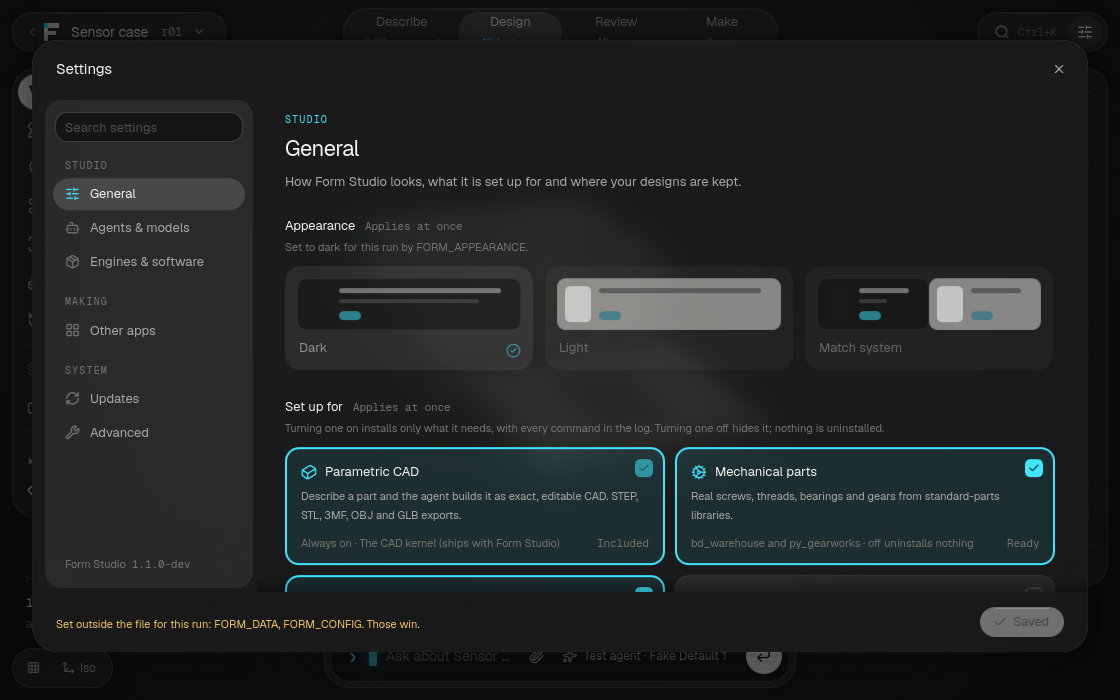 Describe
Design
Review
Make
Sensor case r01
Ctrl+K
Settings
Search settings
STUDIO
General
Agents & models
Engines & software
MAKING
Other apps
SYSTEM
Updates
Advanced
Form Studio 1.1.0-dev
STUDIO
General
How Form Studio looks, what it is set up for and where your designs are kept.
Appearance Applies at once
Set to dark for this run by FORM_APPEARANCE.
Dark
Light
Match system
Set up for Applies at once
Turning one on installs only what it needs, with every command in the log. Turning one off hides it; nothing is uninstalled.
Parametric CAD
Describe a part and the agent builds it as exact, editable CAD. STEP,
STL, 3MF, OBJ and GLB exports.
Always on · The CAD kernel (ships with Form Studio) Included
Mechanical parts
Real screws, threads, bearings and gears from standard-parts
libraries.
bd_warehouse and py_gearworks · off uninstalls nothing Ready
Set outside the file for this run: FORM_DATA, FORM_CONFIG. Those win.
Saved
Iso
Ask about Sensor ...
Test agent · Fake Default 1